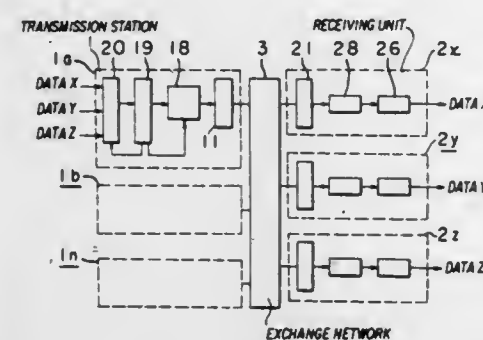 TRANSMISSION STATION
RECEIVING UNIT
1a 20 19 18 3 21 28 26 2x
DATA X
DATA Y
DATA Z
11
DATA
1b
2y
DATA Y
1n
2z
DATA Z
EXCHANGE NETWORK